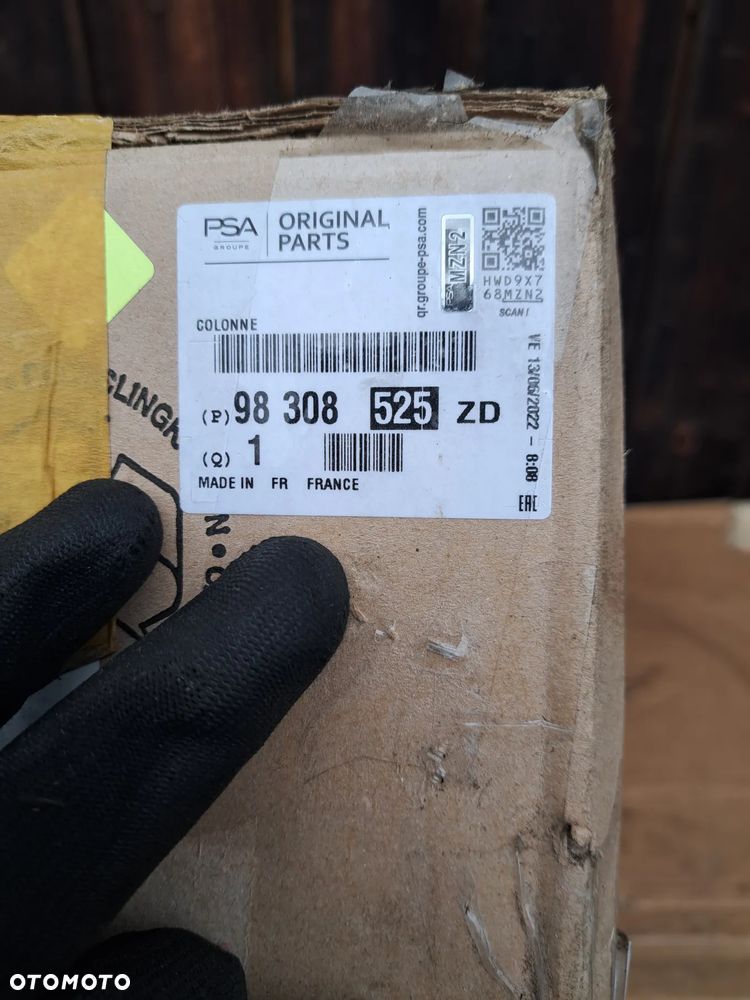 PSA
GROUPE
ORIGINAL
PARTS
qr.groupe-psa.com
PSA MZN2
HWD9X7
68MZN2
SCAN!
COLONNE
(P) 98 308 525 ZD
(Q) 1
MADE IN FR FRANCE
VE 13/06/2022 - 8:08
EAC
OTOMOTO